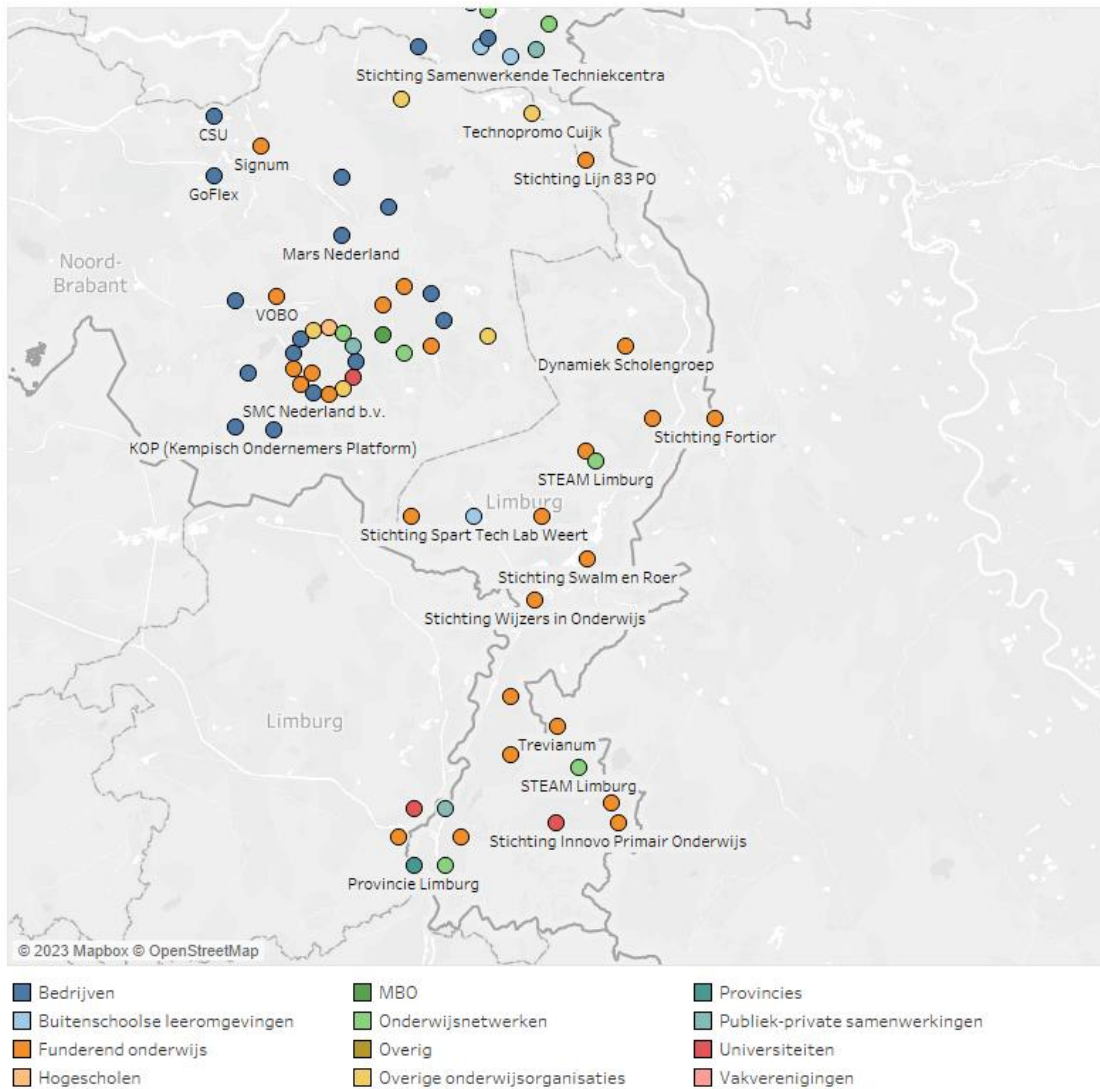 Stichting Samenwerkende Techniekcentra
CSU
Technopromo Cuijk
Signum
Stichting Lijn 83 PO
GoFlex
Mars Nederland
Noord-
Brabant
VOBO
Dynamiek Scholengroep
SMC Nederland b.v.
Stichting Fortior
KOP (Kempisch Ondernemers Platform)
STEAM Limburg
Limburg
Stichting Spart Tech Lab Weert
Stichting Swalm en Roer
Stichting Wijzers in Onderwijs
Limburg
Trevianum
STEAM Limburg
Stichting Innovo Primair Onderwijs
Provincie Limburg
© 2023 Mapbox © OpenStreetMap
Bedrijven
Buitenschoolse leeromgevingen
Funderend onderwijs
Hogescholen
MBO
Onderwijsnetwerken
Overig
Overige onderwijsorganisaties
Provincies
Publiek-private samenwerkingen
Universiteiten
Vakverenigingen